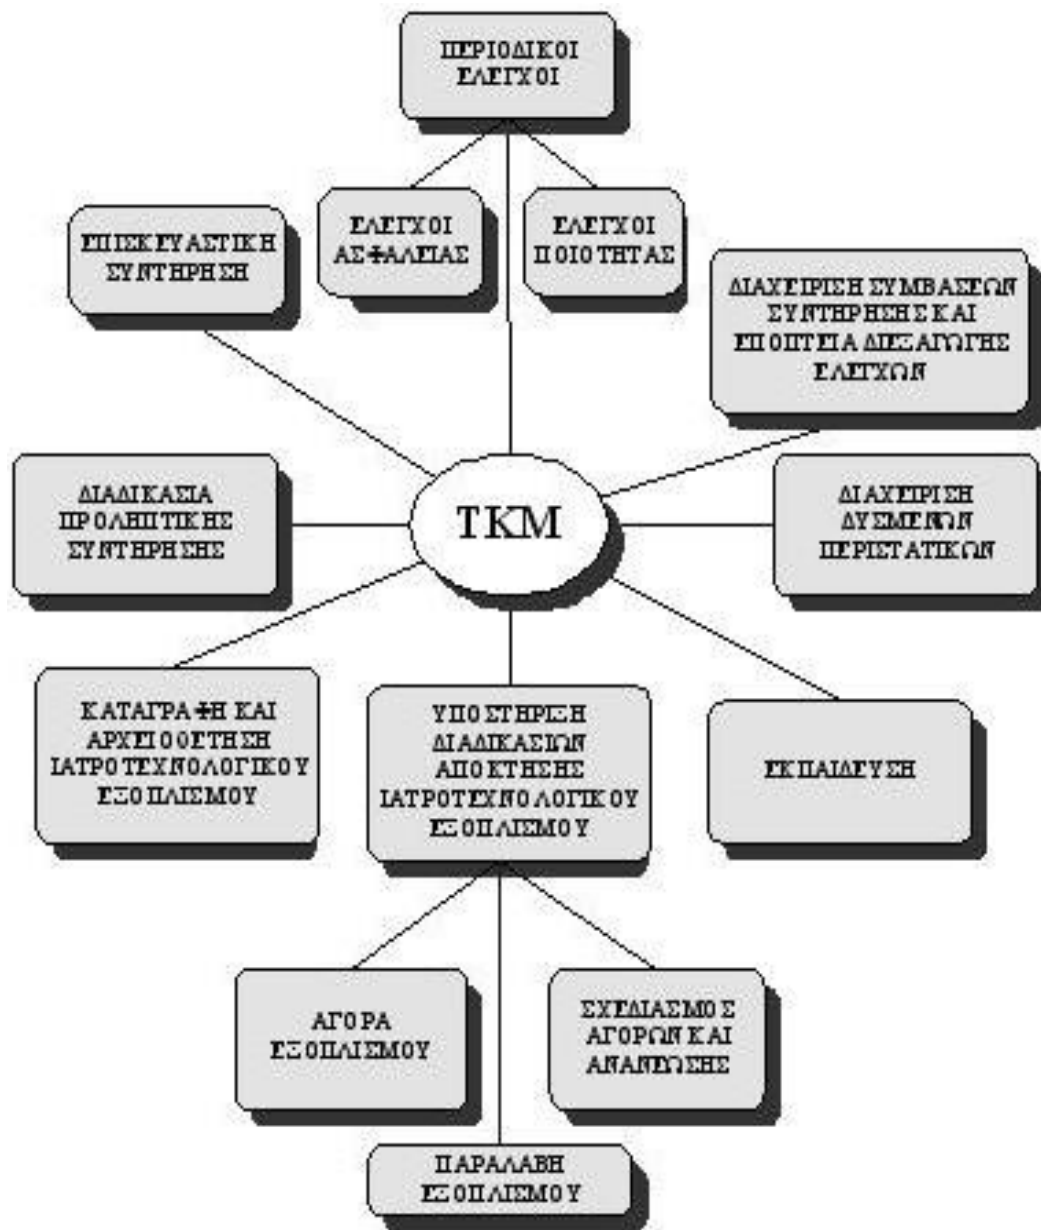 ΠΕΡΙΟΔΙΚΟΙ
ΕΛΕΓΧΟΙ
ΕΛΕΓΧΟΙ
ΑΣΦΑΛΕΙΑΣ
ΕΛΕΓΧΟΙ
ΠΟΙΟΤΗΤΑΣ
ΕΠΙΣΚΕΥΑΣΤΙΚΗ
ΣΥΝΤΗΡΗΣΗ
ΔΙΑΧΕΙΡΙΣΗ ΣΥΜΒΑΣΕΩΝ
ΣΥΝΤΗΡΗΣΗΣ ΚΑΙ
ΕΠΟΠΤΕΙΑ ΔΙΕΞΑΓΩΓΗΣ
ΕΛΕΓΧΩΝ
ΔΙΑΔΙΚΑΣΙΑ
ΠΡΟΛΗΠΤΙΚΗΣ
ΣΥΝΤΗΡΗΣΗΣ
ΤΚΜ
ΔΙΑΧΕΙΡΙΣΗ
ΔΥΣΜΕΝΩΝ
ΠΕΡΙΣΤΑΤΙΚΩΝ
ΚΑΤΑΓΡΑΦΗ ΚΑΙ
ΑΡΧΕΙΟΘΕΤΗΣΗ
ΙΑΤΡΟΤΕΧΝΟΛΟΓΙΚΟΥ
ΕΞΟΠΛΙΣΜΟΥ
ΥΠΟΣΤΗΡΙΞΗ
ΔΙΑΔΙΚΑΣΙΩΝ
ΑΠΟΚΤΗΣΗΣ
ΙΑΤΡΟΤΕΧΝΟΛΟΓΙΚΟΥ
ΕΞΟΠΛΙΣΜΟΥ
ΕΚΠΑΙΔΕΥΣΗ
ΑΓΟΡΑ
ΕΞΟΠΛΙΣΜΟΥ
ΣΧΕΔΙΑΣΜΟΣ
ΑΓΟΡΩΝ ΚΑΙ
ΑΝΑΝΕΩΣΗΣ
ΠΑΡΑΛΑΒΗ
ΕΞΟΠΛΙΣΜΟΥ